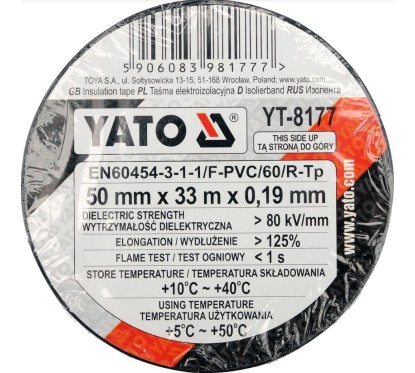 5 906083 981777 >
TOYA S.A., ul. Sołtysowicka 13-15, 51-168 Wrocław, Poland; www.yato.com
GB Insulation tape PL Taśma elektroizolacyjna D Isolierband RUS Изолента
YATO ® YT-8177
THIS SIDE UP
TĄ STRONĄ DO GÓRY
EN60454-3-1-1/F-PVC/60/R-Tp
50 mm x 33 m x 0,19 mm
DIELECTRIC STRENGTH
WYTRZYMAŁOŚĆ DIELEKTRYCZNA > 80 kV/mm
ELONGATION / WYDŁUŻENIE > 125%
FLAME TEST / TEST OGNIOWY < 1 s
STORE TEMPERATURE / TEMPERATURA SKŁADOWANIA
+10°C ~ +40°C
USING TEMPERATURE
TEMPERATURA UŻYTKOWANIA
+5°C ~ +50°C
www.yato.com